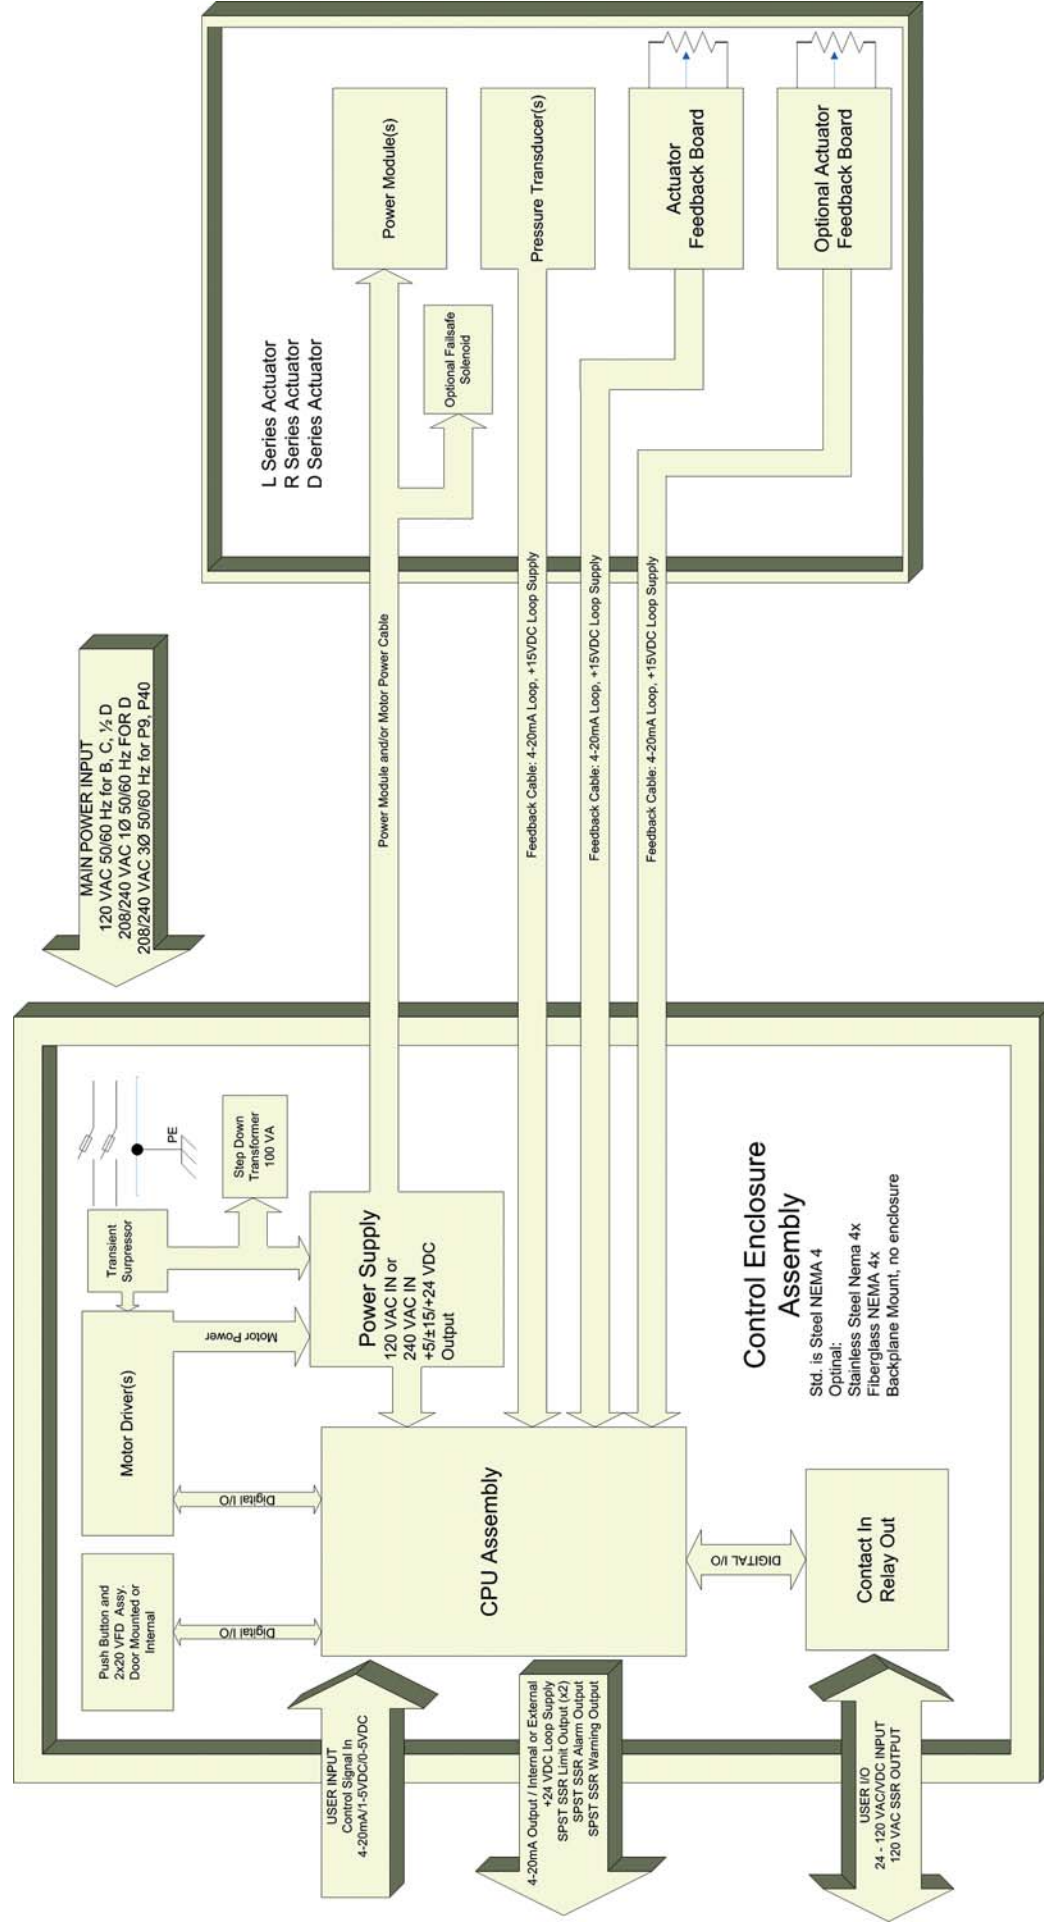 MAIN POWER INPUT
120 VAC 50/60 Hz for B, C, ½ D
208/240 VAC 1Ø 50/60 Hz FOR D
208/240 VAC 3Ø 50/60 Hz for P9, P40
Push Button and
2x20 VFD Assy.
Door Mounted or
Internal
Motor Driver(s)
Transient
Surpressor
PE
Digital I/O
Digital I/O
Motor Power
Step Down
Transformer
100 VA
USER INPUT
Control Signal In
4-20mA/1-5VDC/0-5VDC
Power Supply
120 VAC IN or
240 VAC IN
+5/±15/+24 VDC
Output
CPU Assembly
4-20mA Output / Internal or External
+24 VDC Loop Supply
SPST SSR Limit Output (x2)
SPST SSR Alarm Output
SPST SSR Warning Output
DIGITAL I/O
USER I/O
24 - 120 VAC/VDC INPUT
120 VAC SSR OUTPUT
Contact In
Relay Out
Control Enclosure
Assembly
Std. is Steel NEMA 4
Optinal:
Stainless Steel Nema 4x
Fiberglass NEMA 4x
Backplane Mount, no enclosure
Power Module and/or Motor Power Cable
Feedback Cable: 4-20mA Loop, +15VDC Loop Supply
Feedback Cable: 4-20mA Loop, +15VDC Loop Supply
Feedback Cable: 4-20mA Loop, +15VDC Loop Supply
L Series Actuator
R Series Actuator
D Series Actuator
Power Module(s)
Optional Failsafe
Solenoid
Pressure Transducer(s)
Actuator
Feedback Board
Optional Actuator
Feedback Board